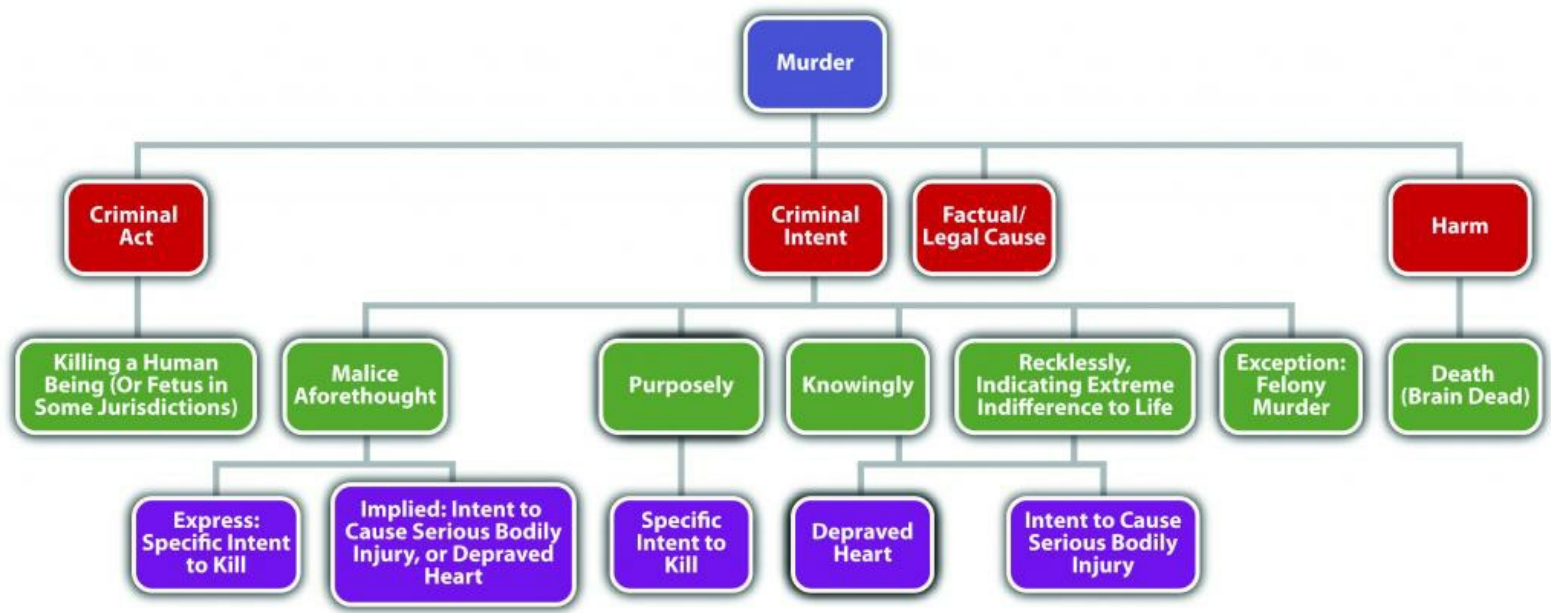 Murder
Criminal
Act
Criminal
Intent
Factual/
Legal Cause
Harm
Killing a Human
Being (Or Fetus in
Some Jurisdictions)
Malice
Aforethought
Purposely
Knowingly
Recklessly,
Indicating Extreme
Indifference to Life
Exception:
Felony
Murder
Death
(Brain Dead)
Express:
Specific Intent
to Kill
Implied: Intent to
Cause Serious Bodily
Injury, or Depraved
Heart
Specific
Intent to
Kill
Depraved
Heart
Intent to Cause
Serious Bodily
Injury